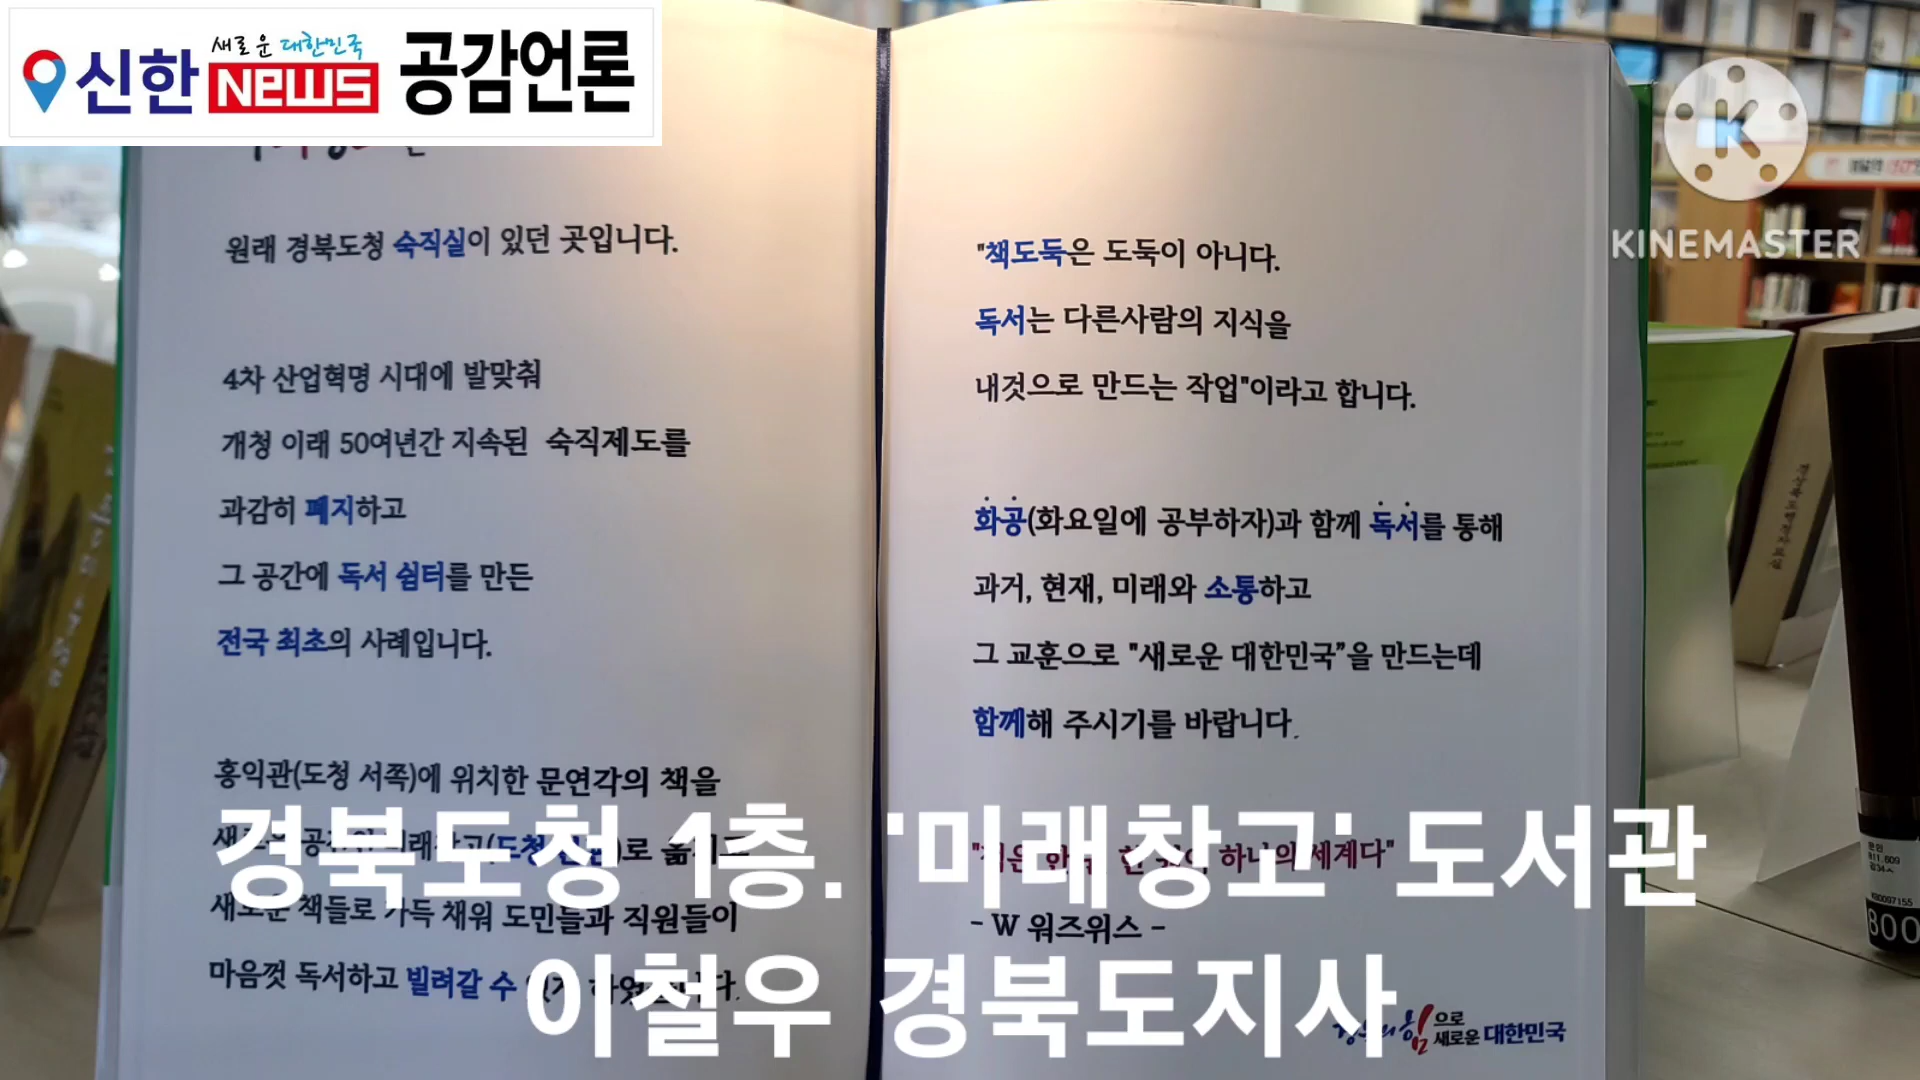 신한
새로운 대한민국
NEWS
공감언론
KINEMASTER
원래 경북도청 숙직실이 있던 곳입니다.
4차 산업혁명 시대에 발맞춰
개청 이래 50여년간 지속된 숙직제도를
과감히 폐지하고
그 공간에 독서 쉼터를 만든
전국 최초의 사례입니다.
홍익관(도청 서쪽)에 위치한 문연각의 책을
새로운 책들로 가득 채워 도민들과 직원들이
마음껏 독서하고 빌려갈 수
"책도둑은 도둑이 아니다.
독서는 다른사람의 지식을
내것으로 만드는 작업"이라고 합니다.
화공(화요일에 공부하자)과 함께 독서를 통해
과거, 현재, 미래와 소통하고
그 교훈으로 "새로운 대한민국"을 만드는데
함께해 주시기를 바랍니다.
- W 워즈위스 -
힘으로
새로운 대한민국
경북도청 1층. '미래창고' 도서관
이철우 경북도지사
800